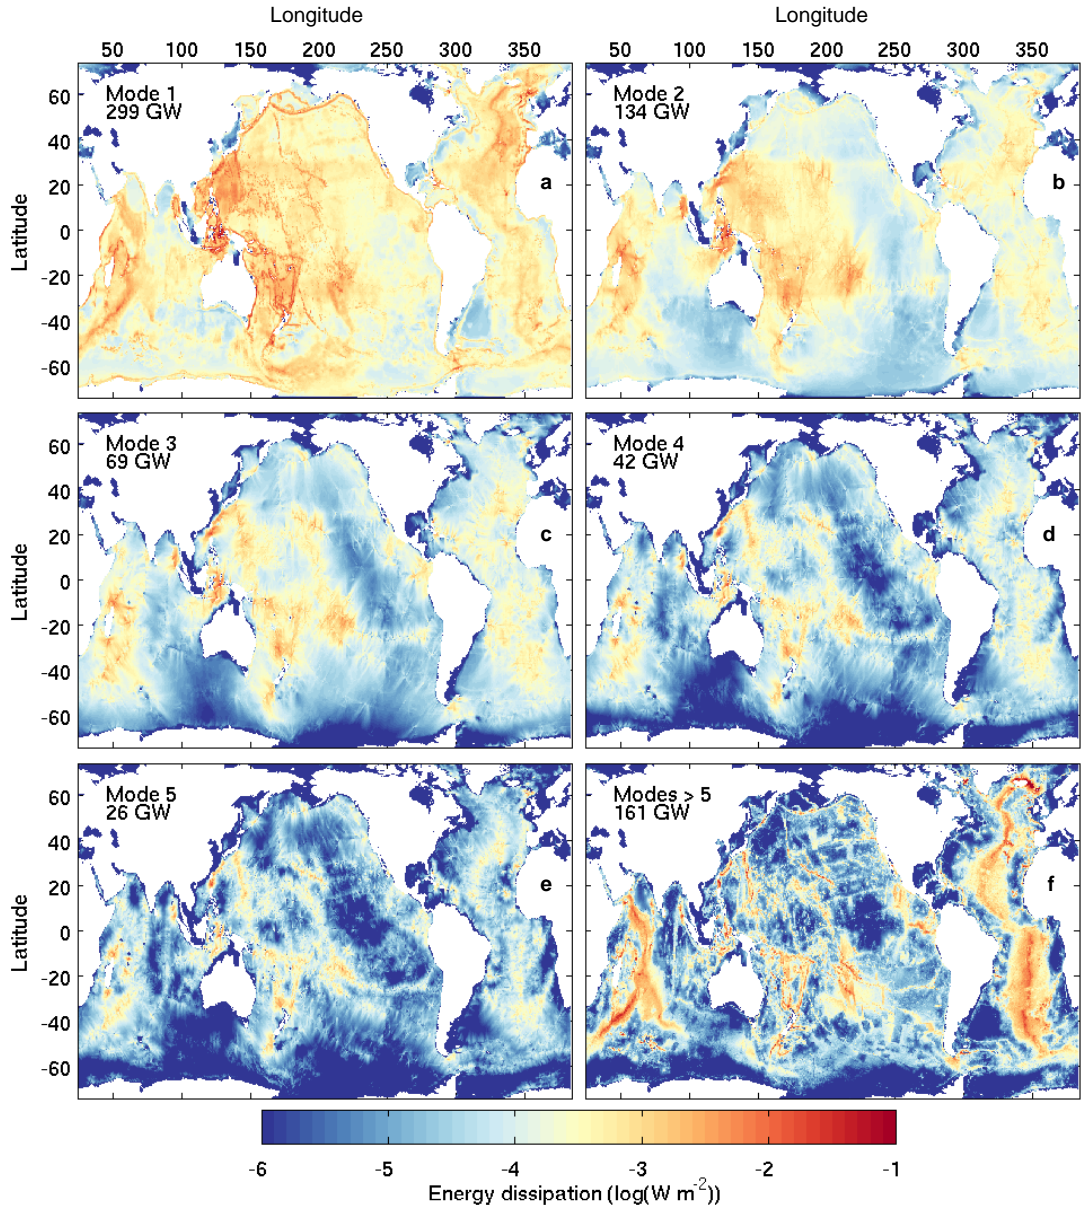 Longitude Longitude
50 100 150 200 250 300 350 50 100 150 200 250 300 350
Mode 1
299 GW
a
60
40
20
0
-20
-40
-60
Latitude
Mode 2
134 GW
b
Mode 3
69 GW
c
60
40
20
0
-20
-40
-60
Latitude
Mode 4
42 GW
d
Mode 5
26 GW
e
60
40
20
0
-20
-40
-60
Latitude
Modes > 5
161 GW
f
-6 -5 -4 -3 -2 -1
Energy dissipation (log(W m⁻²))